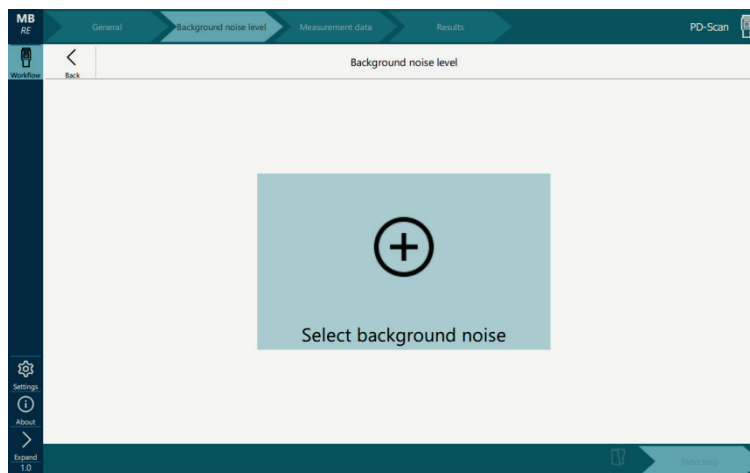 MB
RE
General
Background noise level
Measurement data
Results
PD-Scan
Workflow
Back
Background noise level
Select background noise
Settings
About
Expand
1.0
Next step